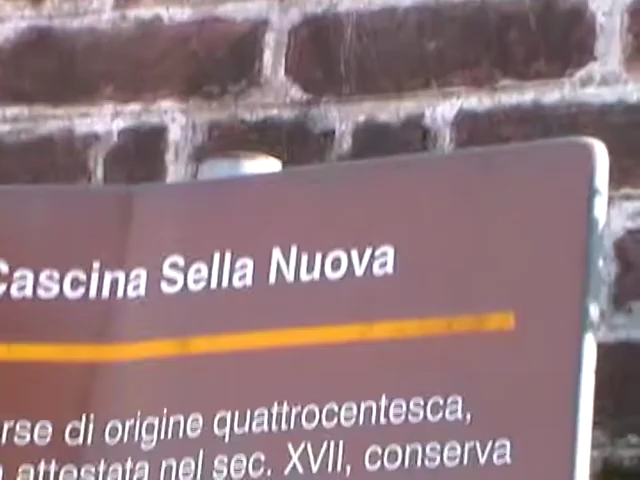 Cascina Sella Nuova
rse di origine quattrocentesca,
attestata nel sec. XVII, conserva